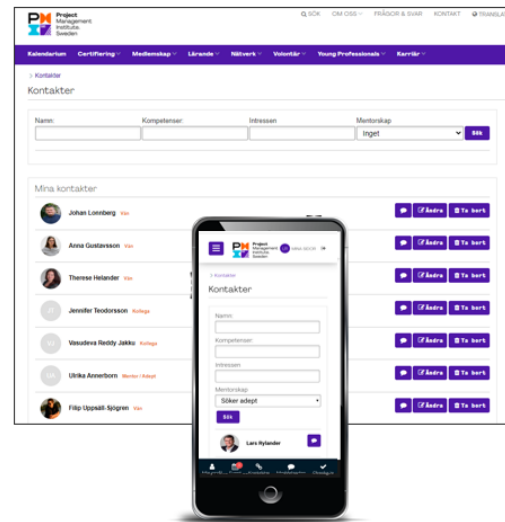 Project
Management
Institute.
Sweden
SÖK OM OSS FRÅGOR & SVAR KONTAKT TRANSLAT
Kalendarium Certifiering Medlemskap Lärande Nätverk Volontär Young Professionals Karriär
> Kontakter
Kontakter
Namn: Kompetenser: Intressen Mentorskap
Inget Sök
Mina kontakter
Johan Lonnberg Vän Ändra Ta bort
Anna Gustavsson Vän Ändra Ta bort
Therese Helander Vän Ändra Ta bort
JT Jennifer Teodorsson Kollega Ändra Ta bort
VJ Vasudeva Reddy Jakku Kollega Ändra Ta bort
UA Ulrika Annerborn Mentor / Adept Ändra Ta bort
Filip Uppsäll-Sjögren Vän Ändra Ta bort
Project
Management
Institute.
Sweden
> Kontakter
Kontakter
Namn:
Kompetenser:
Intressen
Mentorskap
Söker adept
Sök
Lars Rylander